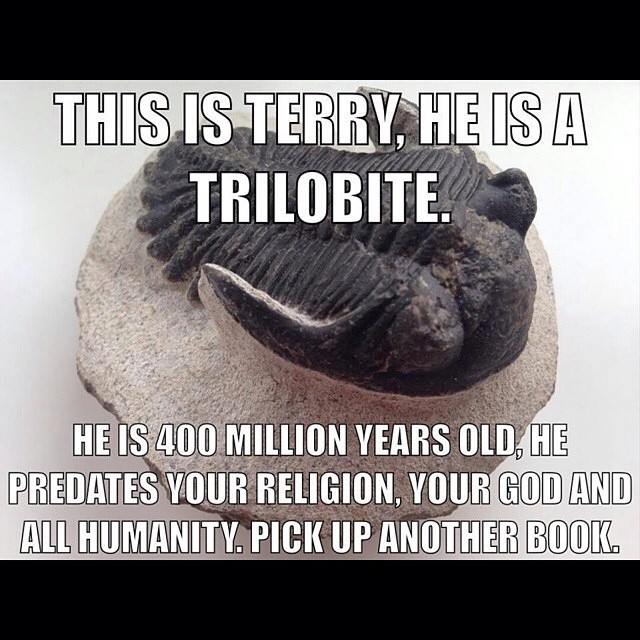 THIS IS TERRY, HE IS A
TRILOBITE.
HE IS 400 MILLION YEARS OLD, HE
PREDATES YOUR RELIGION, YOUR GOD AND
ALL HUMANITY. PICK UP ANOTHER BOOK.